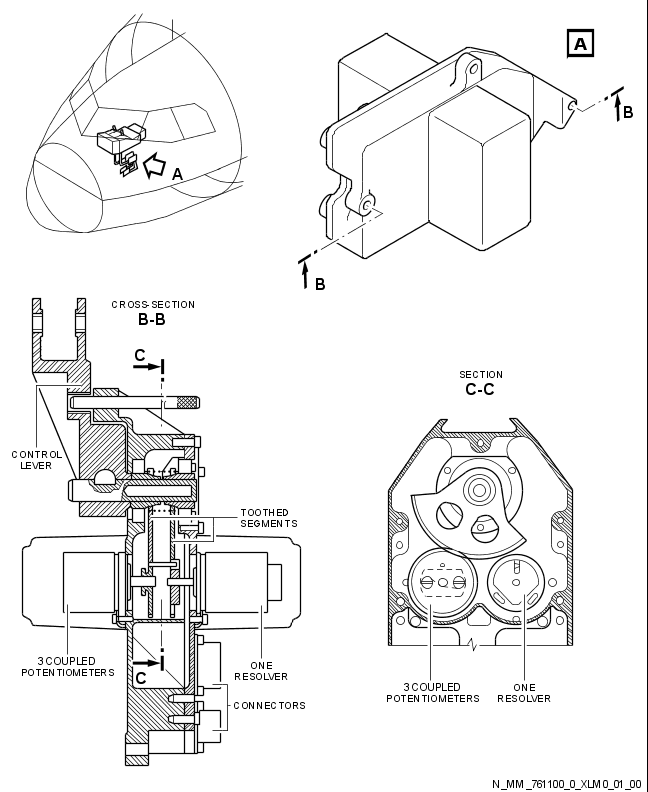 A
A
B
B
CROSS-SECTION
B-B
C
CONTROL
LEVER
TOOTHED
SEGMENTS
3 COUPLED
POTENTIOMETERS
C
ONE
RESOLVER
CONNECTORS
SECTION
C-C
3 COUPLED
POTENTIOMETERS
ONE
RESOLVER
N_MM_761100_0_XLM0_01_00